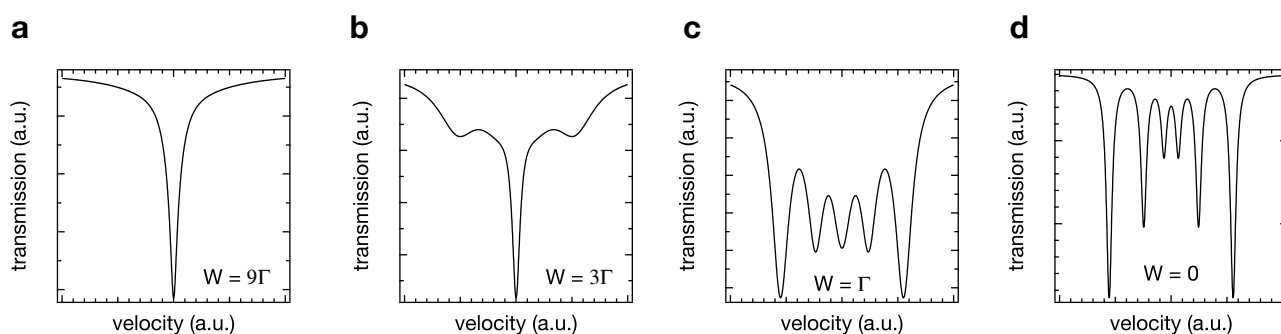 a
transmission (a.u.)
W = 9Γ
velocity (a.u.)
b
transmission (a.u.)
W = 3Γ
velocity (a.u.)
c
transmission (a.u.)
W = Γ
velocity (a.u.)
d
transmission (a.u.)
W = 0
velocity (a.u.)